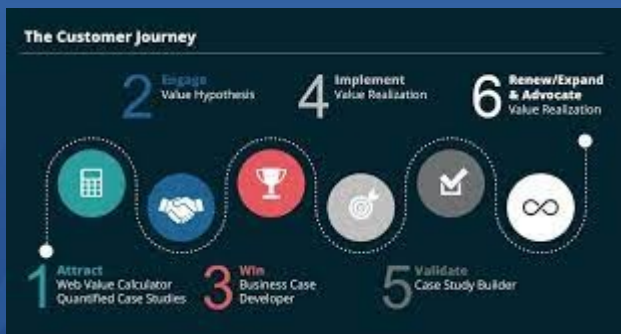 The Customer Journey
1 Attract
Web Value Calculator
Quantified Case Studies
2 Engage
Value Hypothesis
3 Win
Business Case
Developer
4 Implement
Value Realization
5 Validate
Case Study Builder
6 Renew/Expand
& Advocate
Value Realization